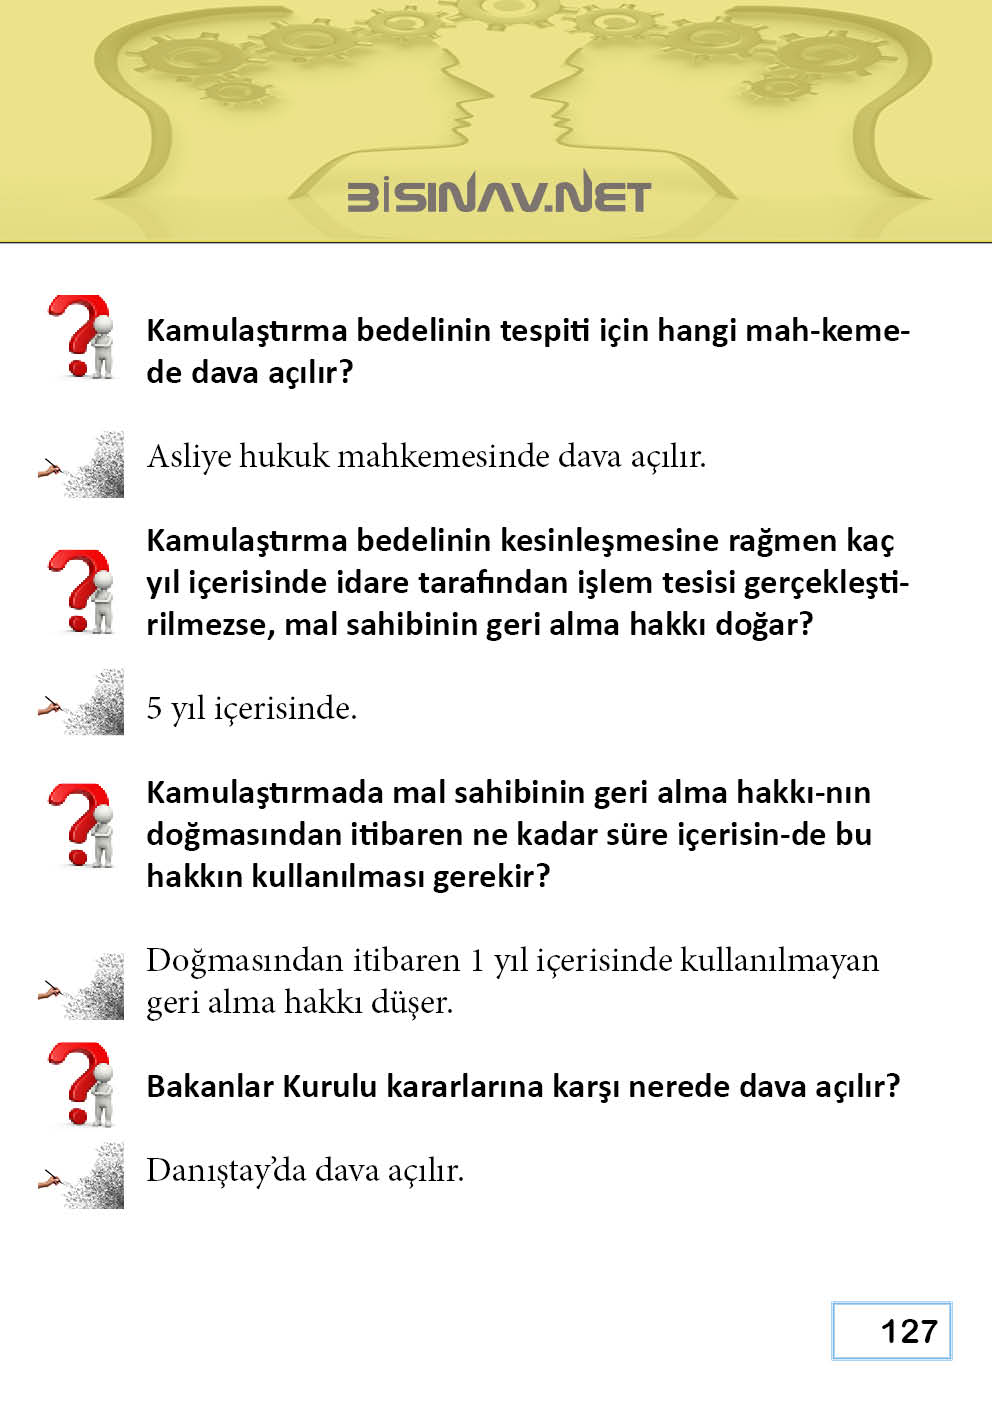 BİSINAV.NET
Kamulaştırma bedelinin tespiti için hangi mah-keme-
de dava açılır?
Asliye hukuk mahkemesinde dava açılır.
Kamulaştırma bedelinin kesinleşmesine rağmen kaç
yıl içerisinde idare tarafından işlem tesisi gerçekleşti-
rilmezse, mal sahibinin geri alma hakkı doğar?
5 yıl içerisinde.
Kamulaştırmada mal sahibinin geri alma hakkı-nın
doğmasından itibaren ne kadar süre içerisin-de bu
hakkın kullanılması gerekir?
Doğmasından itibaren 1 yıl içerisinde kullanılmayan
geri alma hakkı düşer.
Bakanlar Kurulu kararlarına karşı nerede dava açılır?
Danıştay’da dava açılır.
127